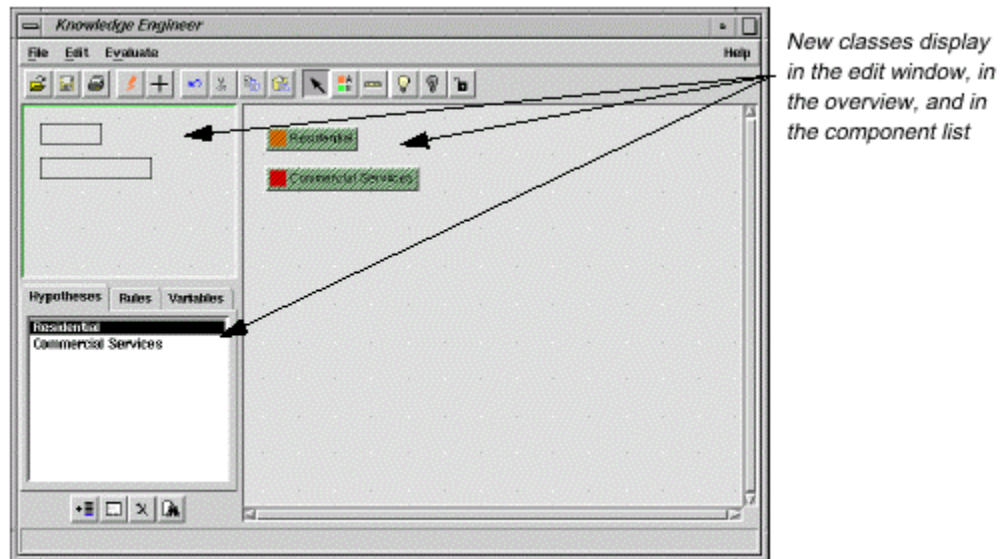 Knowledge Engineer
File Edit Evaluate Help
New classes display
in the edit window, in
the overview, and in
the component list
Residential
Commercial Services
Hypotheses Rules Variables
Residential
Commercial Services